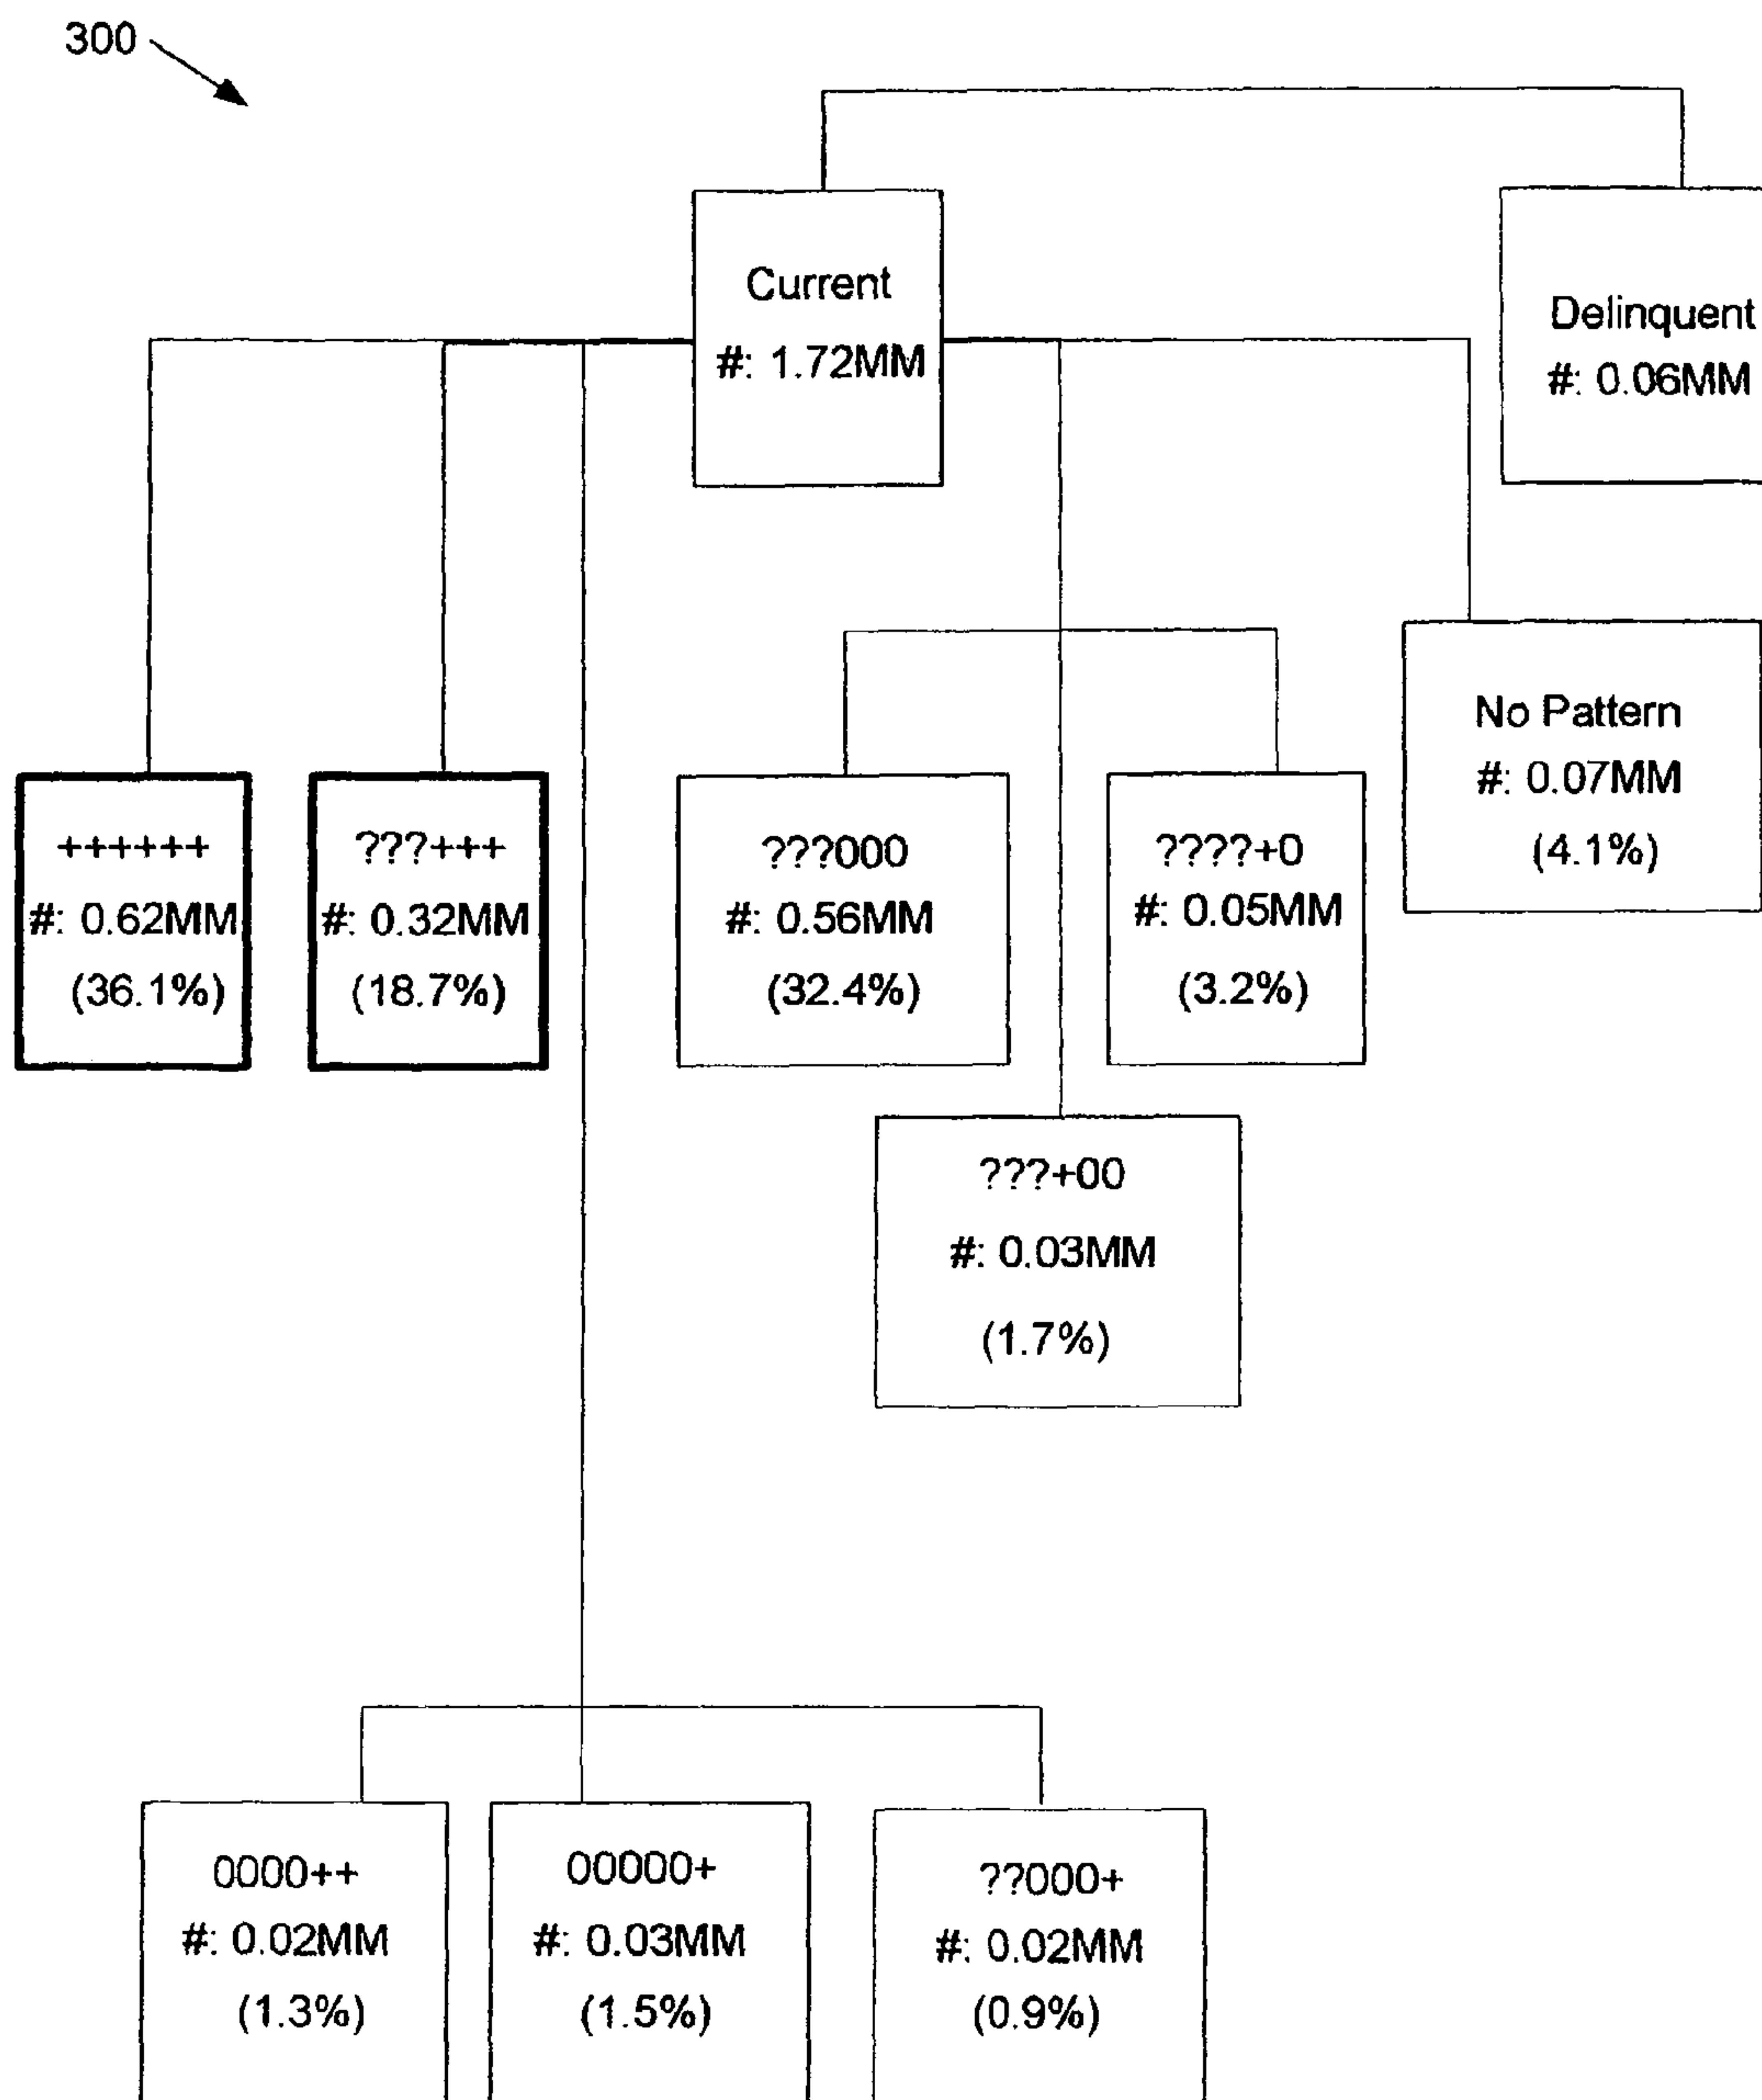 300
Current
#: 1.72MM
Delinquent
#: 0.06MM
No Pattern
#: 0.07MM
(4.1%)
++++++
#: 0.62MM
(36.1%)
???+++
#: 0.32MM
(18.7%)
???000
#: 0.56MM
(32.4%)
????+0
#: 0.05MM
(3.2%)
???+00
#: 0.03MM
(1.7%)
0000++
#: 0.02MM
(1.3%)
00000+
#: 0.03MM
(1.5%)
??000+
#: 0.02MM
(0.9%)